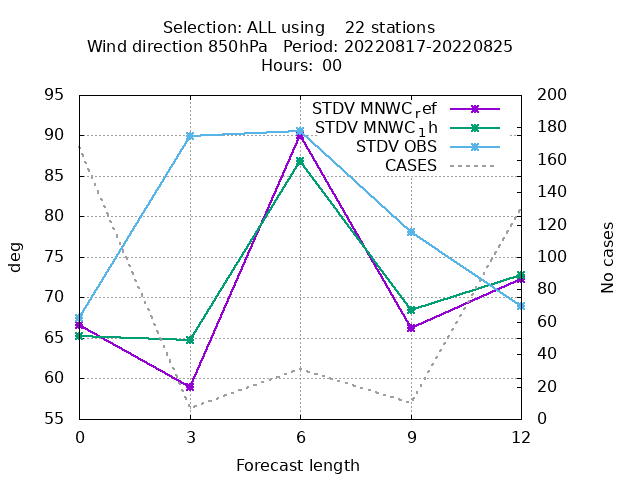 Selection: ALL using    22 stations
Wind direction 850hPa   Period: 20220817-20220825
Hours: 00
STDV MNWC_ref
STDV MNWC_1h
STDV OBS
CASES
95
90
85
80
75
70
65
60
55
200
180
160
140
120
100
80
60
40
20
0
deg
No cases
0 3 6 9 12
Forecast length